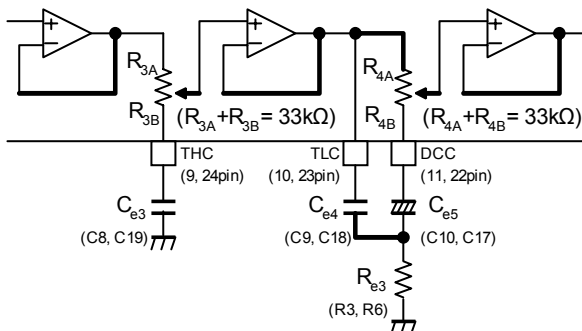 +
−
+
−
+
−
R3A
R3B
(R3A+R3B= 33kΩ)
R4A
R4B
(R4A+R4B= 33kΩ)
THC
(9, 24pin)
TLC
(10, 23pin)
DCC
(11, 22pin)
Ce3
(C8, C19)
Ce4
(C9, C18)
Ce5
(C10, C17)
Re3
(R3, R6)